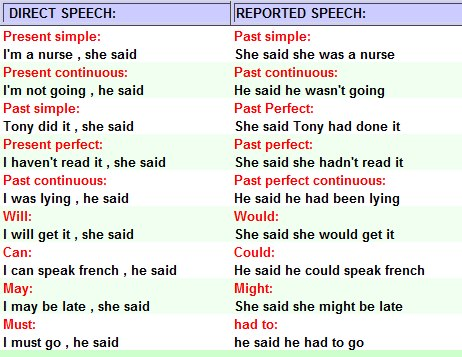 DIRECT SPEECH: REPORTED SPEECH:
Present simple: Past simple:
I'm a nurse , she said She said she was a nurse
Present continuous: Past continuous:
I'm not going , he said He said he wasn't going
Past simple: Past Perfect:
Tony did it , she said She said Tony had done it
Present perfect: Past perfect:
I haven't read it , she said She said she hadn't read it
Past continuous: Past perfect continuous:
I was lying , he said He said he had been lying
Will: Would:
I will get it , she said She said she would get it
Can: Could:
I can speak french , he said He said he could speak french
May: Might:
I may be late , she said She said she might be late
Must: had to:
I must go , he said he said he had to go